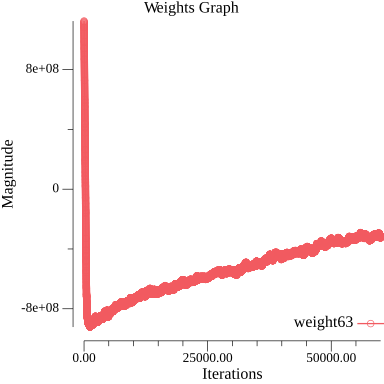 Weights Graph
8e+08
0
-8e+08
Magnitude
weight63
0.00
25000.00
50000.00
Iterations